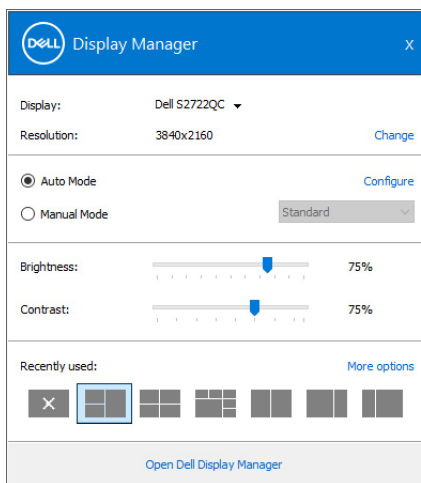 DELL Display Manager X
Display: Dell S2722QC
Resolution: 3840x2160 Change
Auto Mode Configure
Manual Mode Standard
Brightness: 75%
Contrast: 75%
Recently used: More options
Open Dell Display Manager